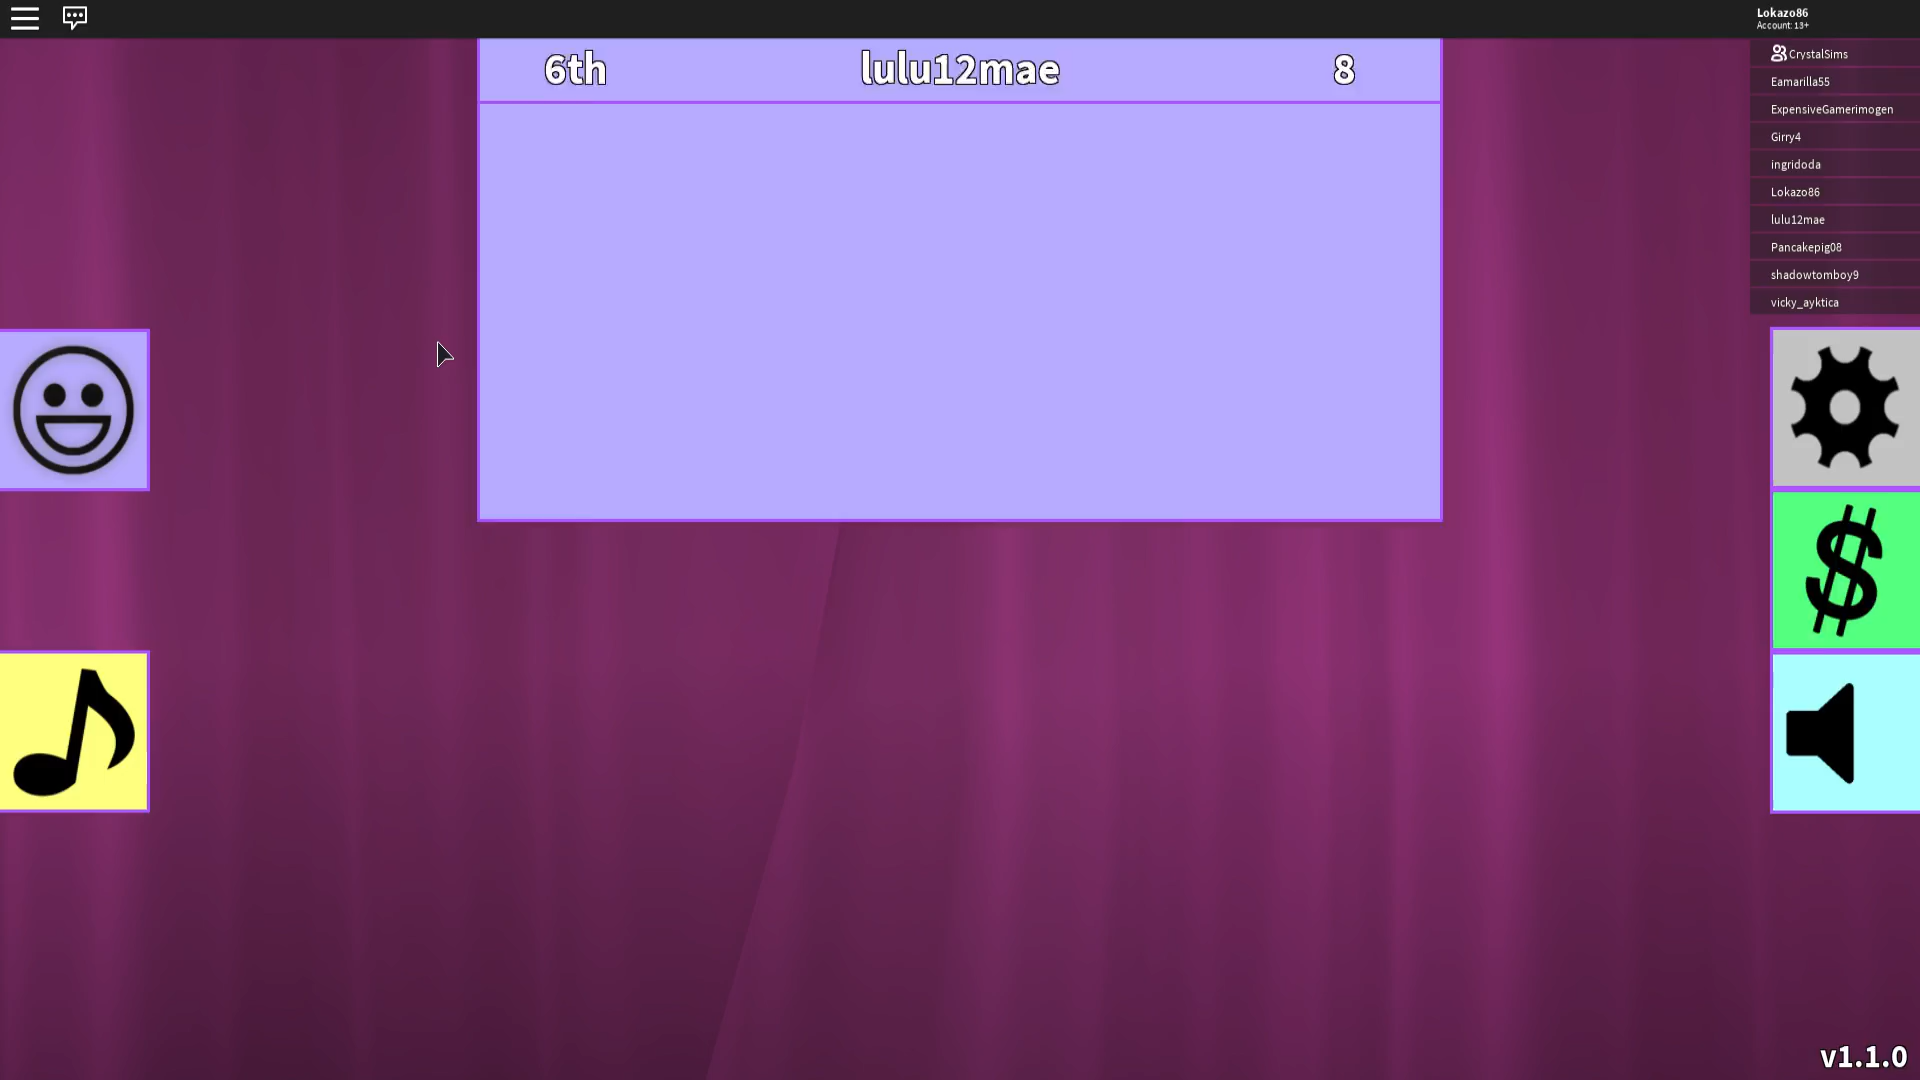 Lokazo86
Account: 13+
6th lulu12mae 8
CrystalSims
Eamarilla55
ExpensiveGamerimogen
Girry4
ingridoda
Lokazo86
lulu12mae
Pancakepig08
shadowtomboy9
vicky_ayktica
$
v1.1.0